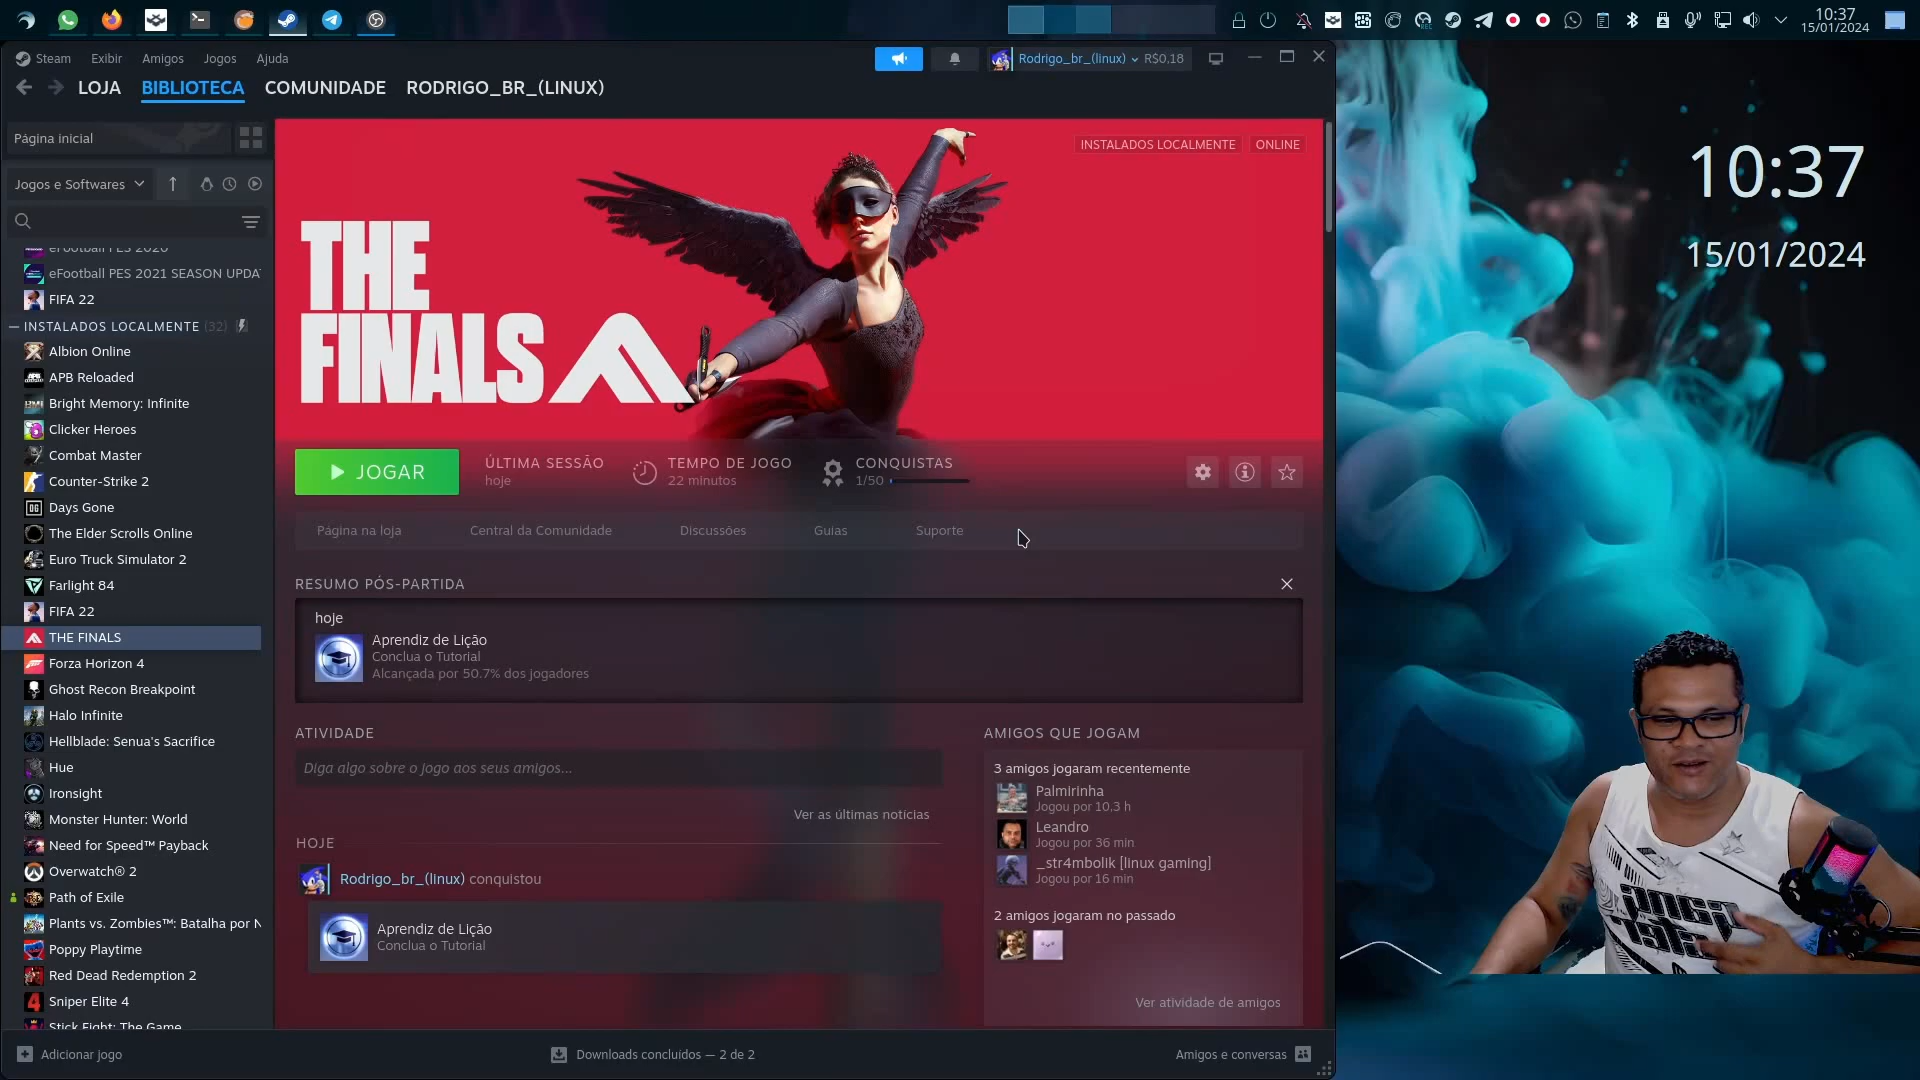 10:37
15/01/2024
Steam Exibir Amigos Jogos Ajuda
Rodrigo_br_(linux) R$0.18
LOJA BIBLIOTECA COMUNIDADE RODRIGO_BR_(LINUX)
Página inicial
Jogos e Softwares
eFootball PES 2020
eFootball PES 2021 SEASON UPDA
FIFA 22
INSTALADOS LOCALMENTE (32)
Albion Online
APB Reloaded
Bright Memory: Infinite
Clicker Heroes
Combat Master
Counter-Strike 2
Days Gone
The Elder Scrolls Online
Euro Truck Simulator 2
Farlight 84
FIFA 22
THE FINALS
Forza Horizon 4
Ghost Recon Breakpoint
Halo Infinite
Hellblade: Senua's Sacrifice
Hue
Ironsight
Monster Hunter: World
Need for Speed™ Payback
Overwatch® 2
Path of Exile
Plants vs. Zombies™: Batalha por N
Poppy Playtime
Red Dead Redemption 2
Sniper Elite 4
Stick Fight: The Game
INSTALADOS LOCALMENTE ONLINE
THE
FINALS
JOGAR
ÚLTIMA SESSÃO
hoje
TEMPO DE JOGO
22 minutos
CONQUISTAS
1/50
Página na loja Central da Comunidade Discussões Guias Suporte
RESUMO PÓS-PARTIDA
hoje
Aprendiz de Lição
Conclua o Tutorial
Alcançada por 50.7% dos jogadores
ATIVIDADE
Diga algo sobre o jogo aos seus amigos...
Ver as últimas notícias
HOJE
Rodrigo_br_(linux) conquistou
Aprendiz de Lição
Conclua o Tutorial
AMIGOS QUE JOGAM
3 amigos jogaram recentemente
Palmirinha
Jogou por 10.3 h
Leandro
Jogou por 36 min
_str4mbolik [linux gaming]
Jogou por 16 min
2 amigos jogaram no passado
Ver atividade de amigos
Adicionar jogo
Downloads concluídos — 2 de 2
Amigos e conversas
10:37
15/01/2024